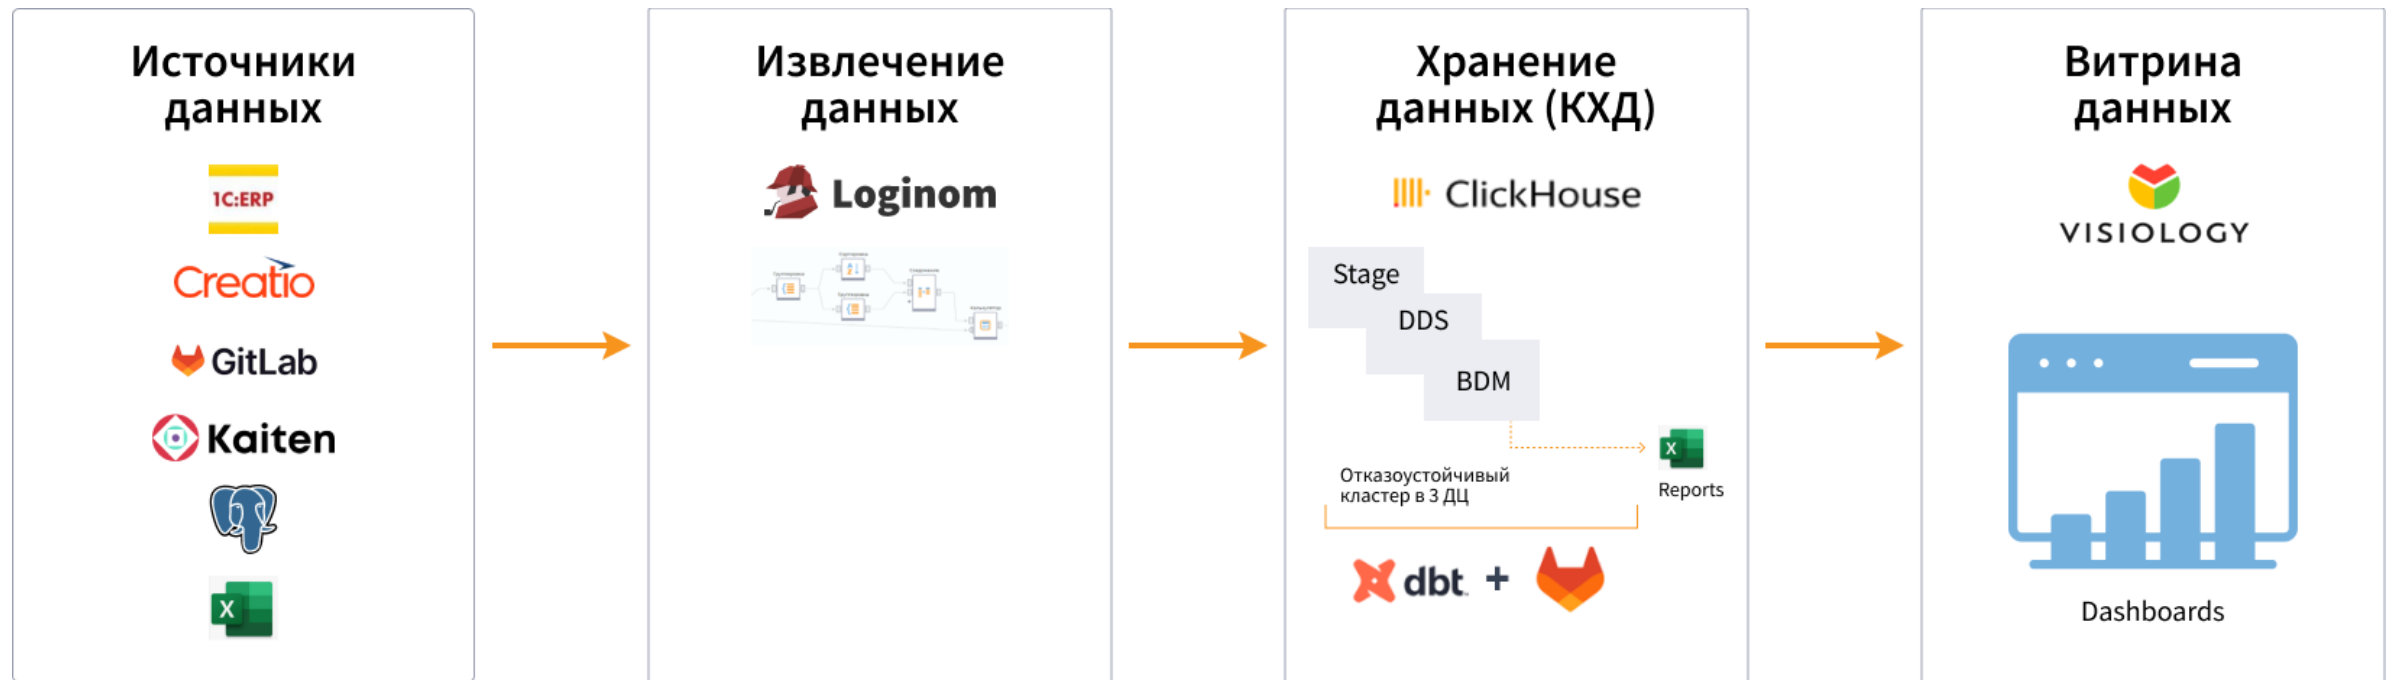 Источники
данных
1C:ERP
Creatio
GitLab
Kaiten
X
Извлечение
данных
Loginom
Хранение
данных (КХД)
ClickHouse
Stage
DDS
BDM
X
Reports
Отказоустойчивый
кластер в 3 ДЦ
dbt +
Витрина
данных
VISIOLOGY
Dashboards